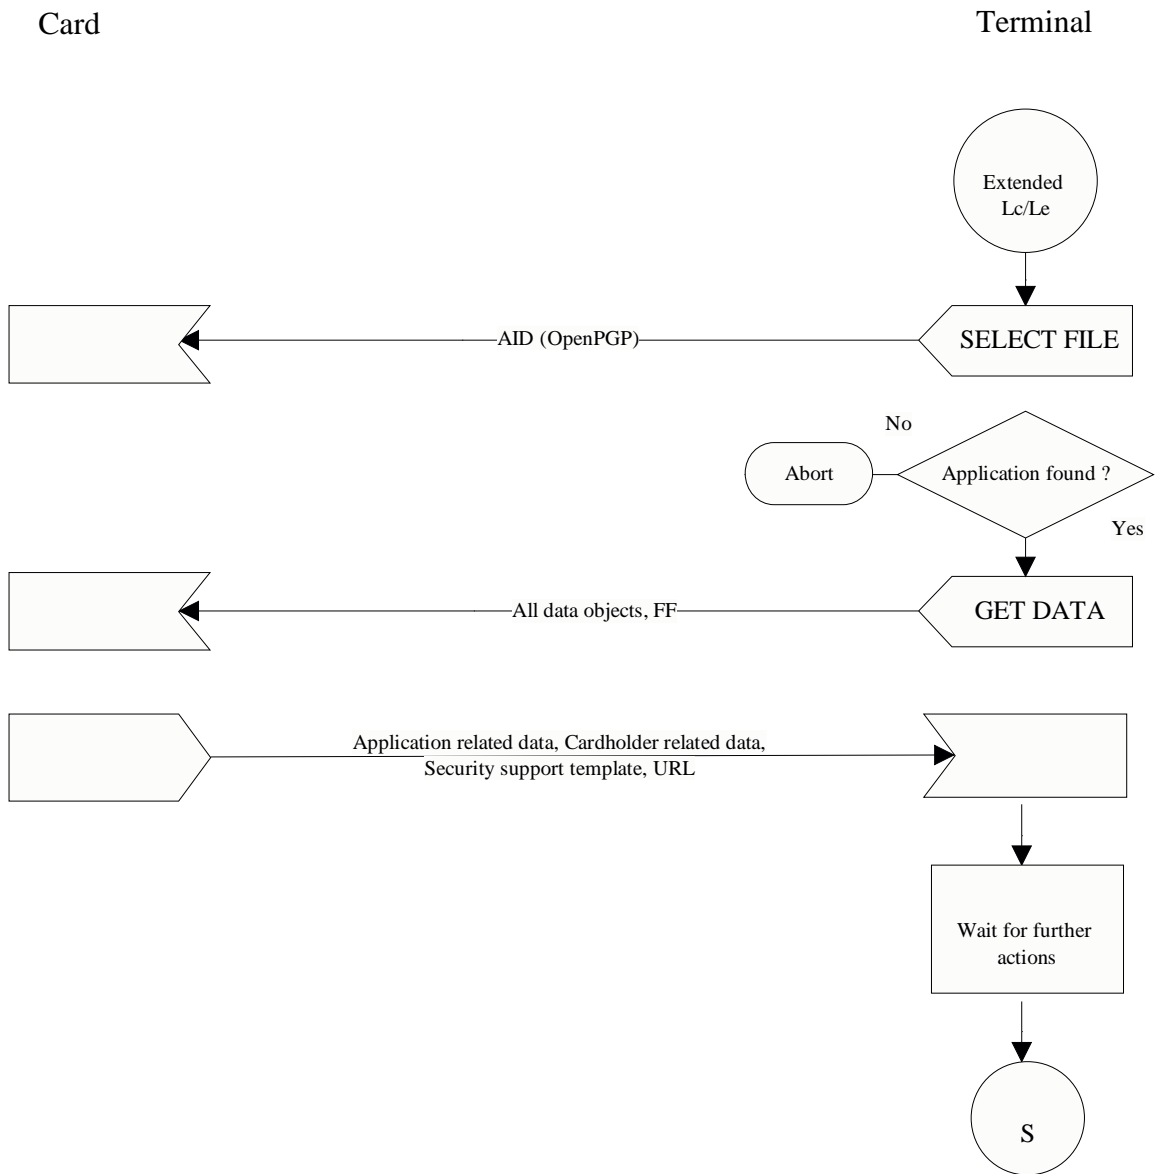 Card
Terminal
Extended
Lc/Le
AID (OpenPGP)
SELECT FILE
No
Abort
Application found ?
Yes
All data objects, FF
GET DATA
Application related data, Cardholder related data,
Security support template, URL
Wait for further
actions
S